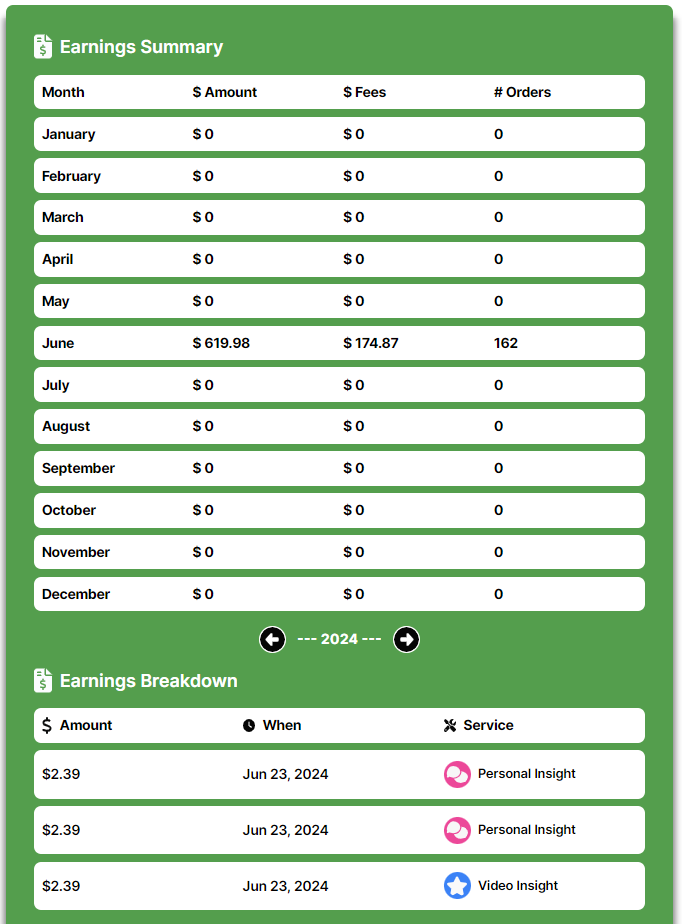 Earnings Summary
Month $ Amount $ Fees # Orders
January $ 0 $ 0 0
February $ 0 $ 0 0
March $ 0 $ 0 0
April $ 0 $ 0 0
May $ 0 $ 0 0
June $ 619.98 $ 174.87 162
July $ 0 $ 0 0
August $ 0 $ 0 0
September $ 0 $ 0 0
October $ 0 $ 0 0
November $ 0 $ 0 0
December $ 0 $ 0 0
--- 2024 ---
Earnings Breakdown
$ Amount When Service
$2.39 Jun 23, 2024 Personal Insight
$2.39 Jun 23, 2024 Personal Insight
$2.39 Jun 23, 2024 Video Insight